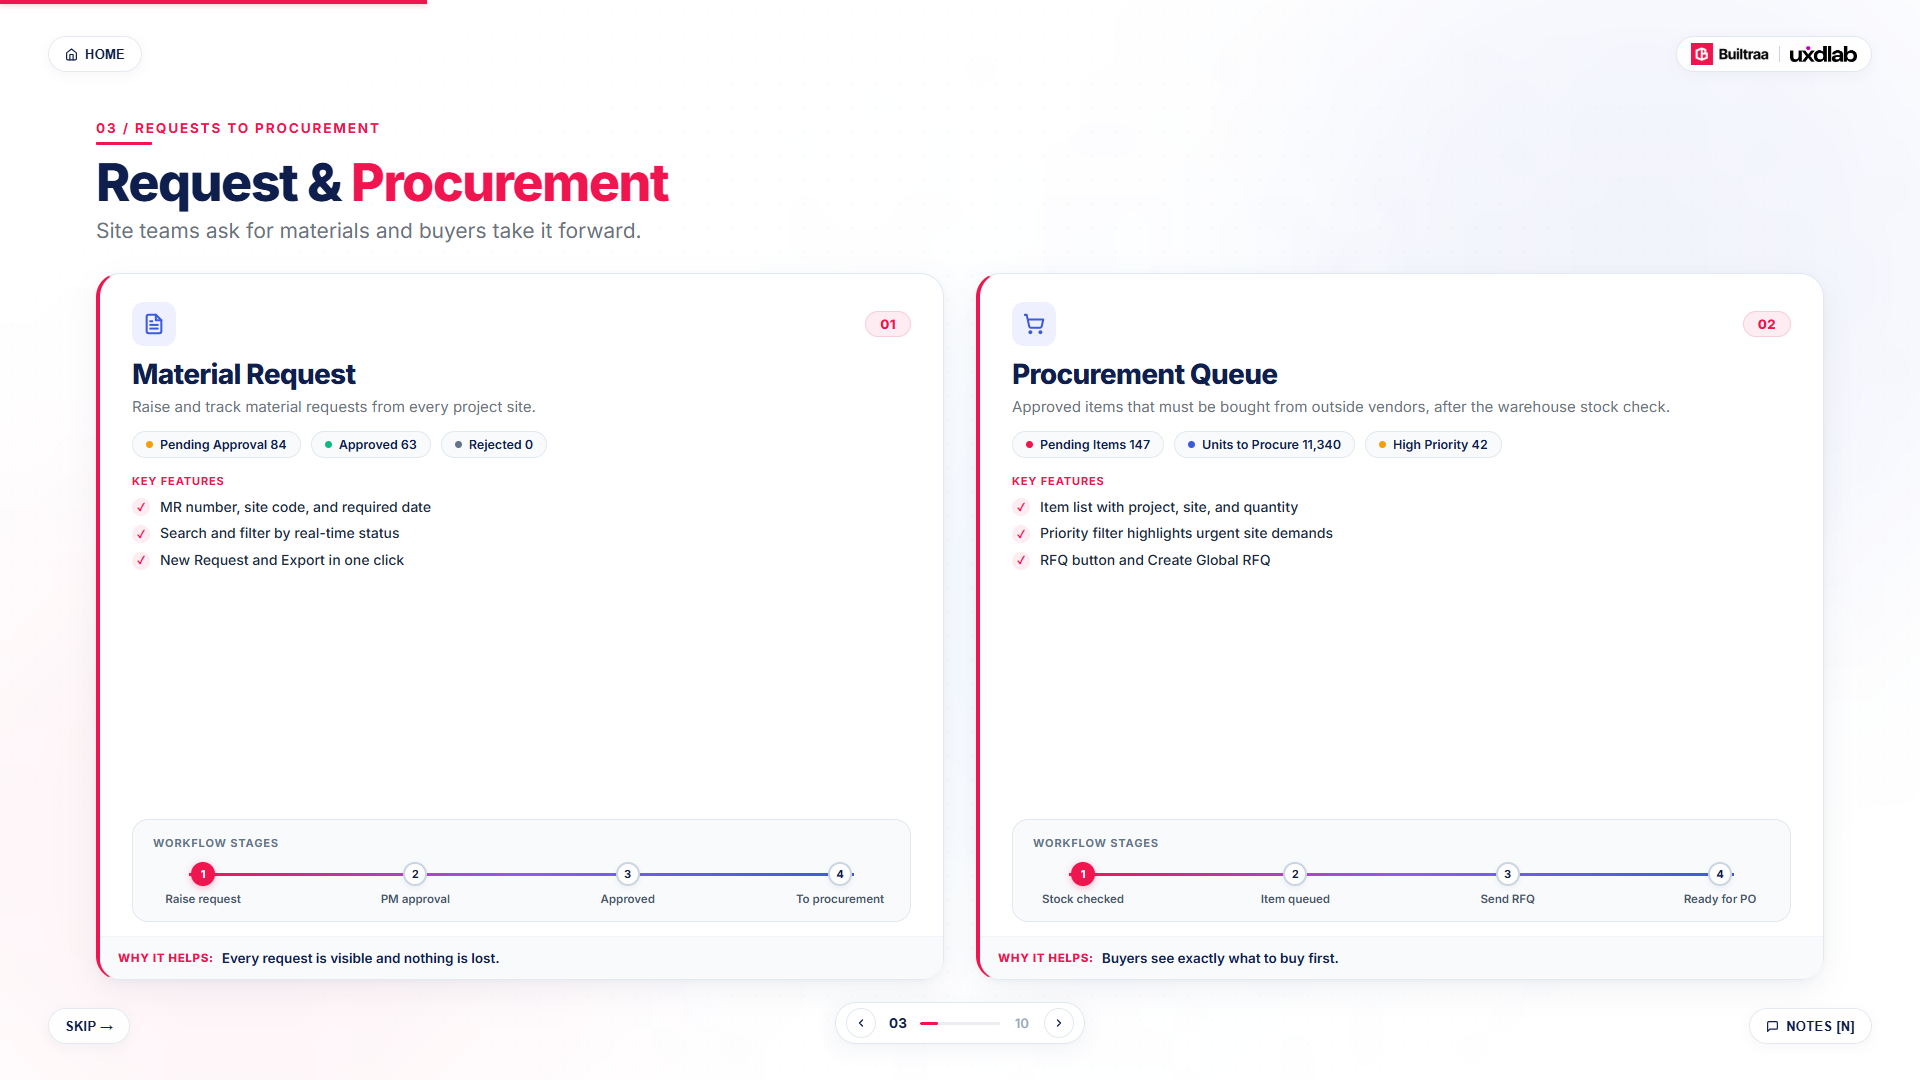 HOME
Builtraa
uxdlab
03 / REQUESTS TO PROCUREMENT
Request & Procurement
Site teams ask for materials and buyers take it forward.
01
Material Request
Raise and track material requests from every project site.
Pending Approval 84
Approved 63
Rejected 0
KEY FEATURES
✓ MR number, site code, and required date
✓ Search and filter by real-time status
✓ New Request and Export in one click
WORKFLOW STAGES
1 2 3 4
Raise request PM approval Approved To procurement
WHY IT HELPS: Every request is visible and nothing is lost.
02
Procurement Queue
Approved items that must be bought from outside vendors, after the warehouse stock check.
Pending Items 147
Units to Procure 11,340
High Priority 42
KEY FEATURES
✓ Item list with project, site, and quantity
✓ Priority filter highlights urgent site demands
✓ RFQ button and Create Global RFQ
WORKFLOW STAGES
1 2 3 4
Stock checked Item queued Send RFQ Ready for PO
WHY IT HELPS: Buyers see exactly what to buy first.
SKIP →
‹ 03 10 ›
NOTES [N]